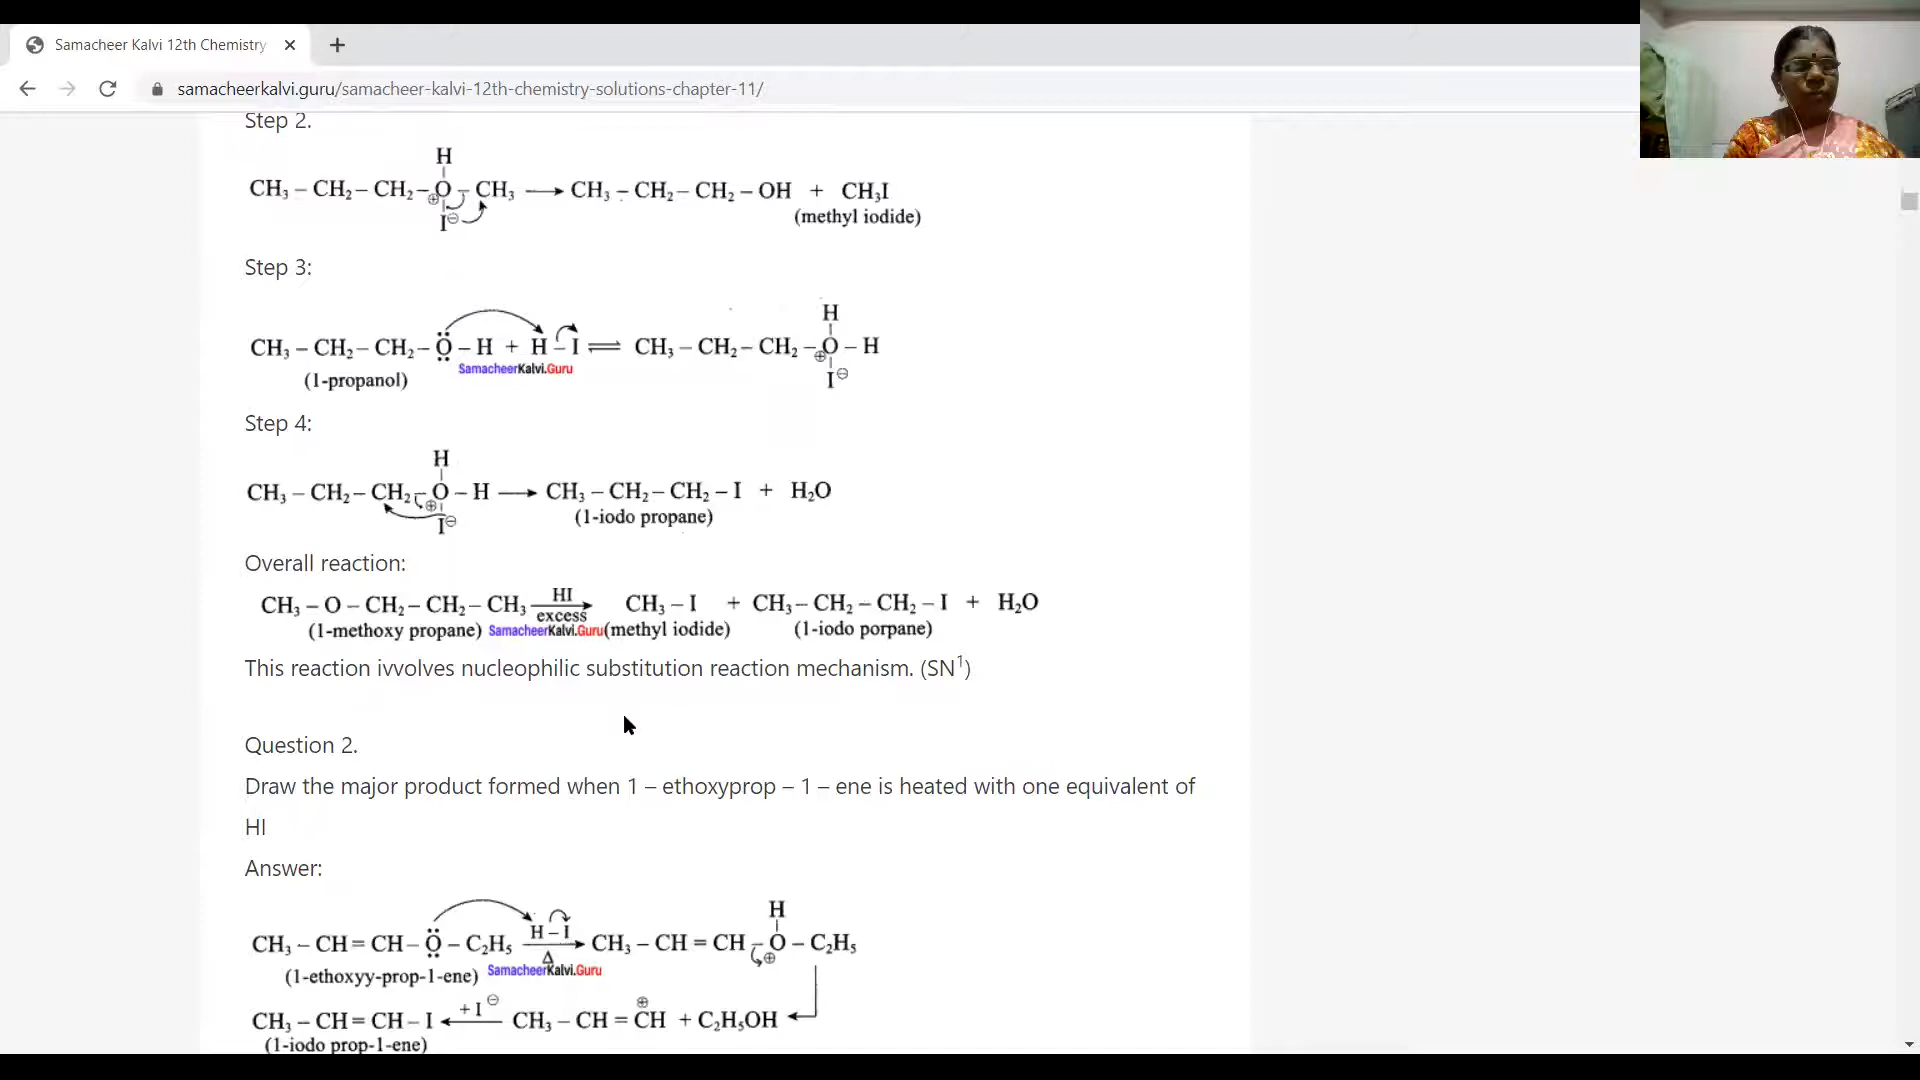 Samacheer Kalvi 12th Chemistry
samacheerkalvi.guru/samacheer-kalvi-12th-chemistry-solutions-chapter-11/
Step 2.
H
CH₃ – CH₂ – CH₂ – O – CH₃ ⟶ CH₃ – CH₂ – CH₂ – OH + CH₃I
⊕
I⊖
(methyl iodide)
Step 3:
H
CH₃ – CH₂ – CH₂ – Ö – H + H – I ⇌ CH₃ – CH₂ – CH₂ – O – H
⊕
SamacheerKalvi.Guru
(1-propanol)
I⊖
Step 4:
H
CH₃ – CH₂ – CH₂ – O – H ⟶ CH₃ – CH₂ – CH₂ – I + H₂O
⊕
I⊖
(1-iodo propane)
Overall reaction:
HI
CH₃ – O – CH₂ – CH₂ – CH₃ ⟶ CH₃ – I + CH₃ – CH₂ – CH₂ – I + H₂O
excess
(1-methoxy propane) SamacheerKalvi.Guru (methyl iodide) (1-iodo porpane)
This reaction ivvolves nucleophilic substitution reaction mechanism. (SN¹)
Question 2.
Draw the major product formed when 1 – ethoxyprop – 1 – ene is heated with one equivalent of
HI
Answer:
H
H – I
CH₃ – CH = CH – Ö – C₂H₅ ⟶ CH₃ – CH = CH – O – C₂H₅
Δ ⊕
(1-ethoxyy-prop-1-ene) SamacheerKalvi.Guru
+ I⊖ ⊕
CH₃ – CH = CH – I ⟵ CH₃ – CH = CH + C₂H₅OH
(1-iodo prop-1-ene)